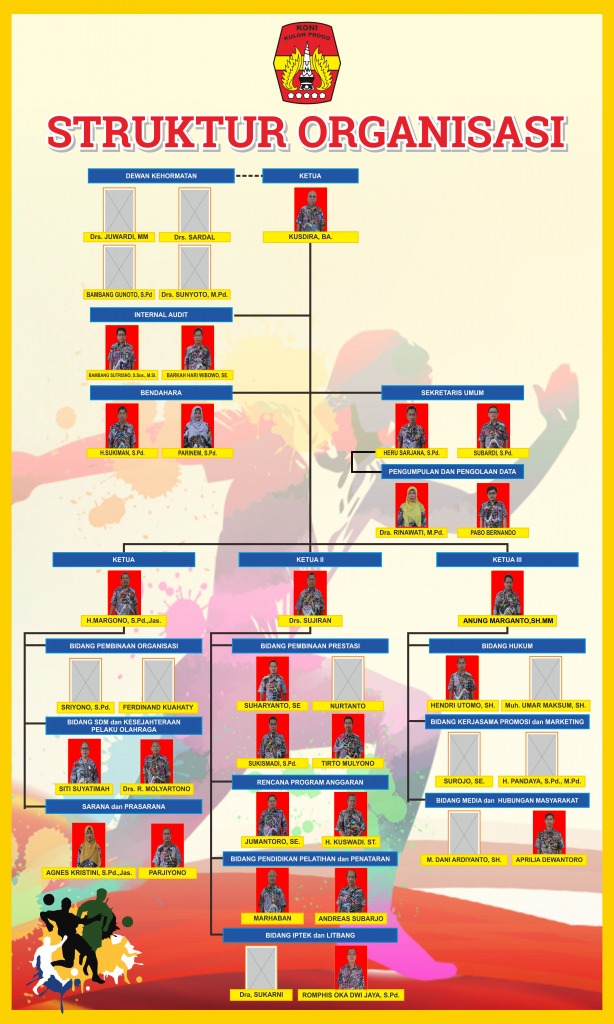 KONI
KULON PROGO
STRUKTUR ORGANISASI
DEWAN KEHORMATAN
KETUA
Drs. JUWARDI, MM
Drs. SARDAL
KUSDIRA, BA.
BAMBANG GUNOTO, S.Pd
Drs. SUNYOTO, M.Pd.
INTERNAL AUDIT
BAMBANG SUTRISNO, S.Sos., M.Si.
BARKAH HARI WIBOWO, SE.
BENDAHARA
SEKRETARIS UMUM
H.SUKIMAN, S.Pd.
PARINEM, S.Pd.
HERU SARJANA, S.Pd.
SUBARDI, S.Pd.
PENGUMPULAN DAN PENGOLAAN DATA
Dra. RINAWATI, M.Pd.
PABO BERNANDO
KETUA
KETUA II
KETUA III
H.MARGONO, S.Pd.,Jas.
Drs. SUJIRAN
ANUNG MARGANTO,SH.MM
BIDANG PEMBINAAN ORGANISASI
BIDANG PEMBINAAN PRESTASI
BIDANG HUKUM
SRIYONO, S.Pd.
FERDINAND KUAHATY
SUHARYANTO, SE
NURTANTO
HENDRI UTOMO, SH.
Muh. UMAR MAKSUM, SH.
BIDANG SDM dan KESEJAHTERAAN
PELAKU OLAHRAGA
BIDANG KERJASAMA PROMOSI dan MARKETING
SUKISMADI, S.Pd.
TIRTO MULYONO
SITI SUYATIMAH
Drs. R. MOLYARTONO
RENCANA PROGRAM ANGGARAN
SUROJO, SE.
H. PANDAYA, S.Pd., M.Pd.
SARANA dan PRASARANA
BIDANG MEDIA dan HUBUNGAN MASYARAKAT
JUMANTORO, SE.
H. KUSWADI, ST.
AGNES KRISTINI, S.Pd.,Jas.
PARJIYONO
BIDANG PENDIDIKAN PELATIHAN dan PENATARAN
M. DANI ARDIYANTO, SH.
APRILIA DEWANTORO
MARHABAN
ANDREAS SUBARJO
BIDANG IPTEK dan LITBANG
Dra, SUKARNI
ROMPHIS OKA DWI JAYA, S.Pd.